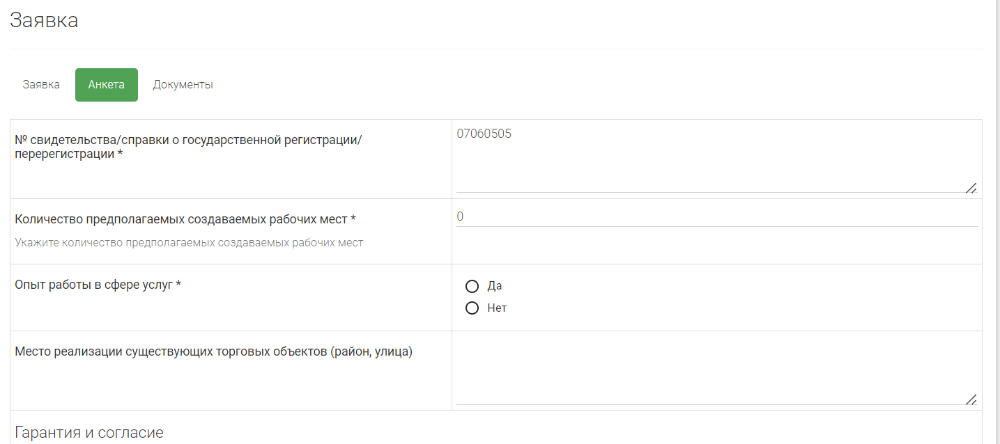 Заявка
Заявка
Анкета
Документы
№ свидетельства/справки о государственной регистрации/
перерегистрации *
07060505
Количество предполагаемых создаваемых рабочих мест *
Укажите количество предполагаемых создаваемых рабочих мест
0
Опыт работы в сфере услуг *
Да
Нет
Место реализации существующих торговых объектов (район, улица)
Гарантия и согласие